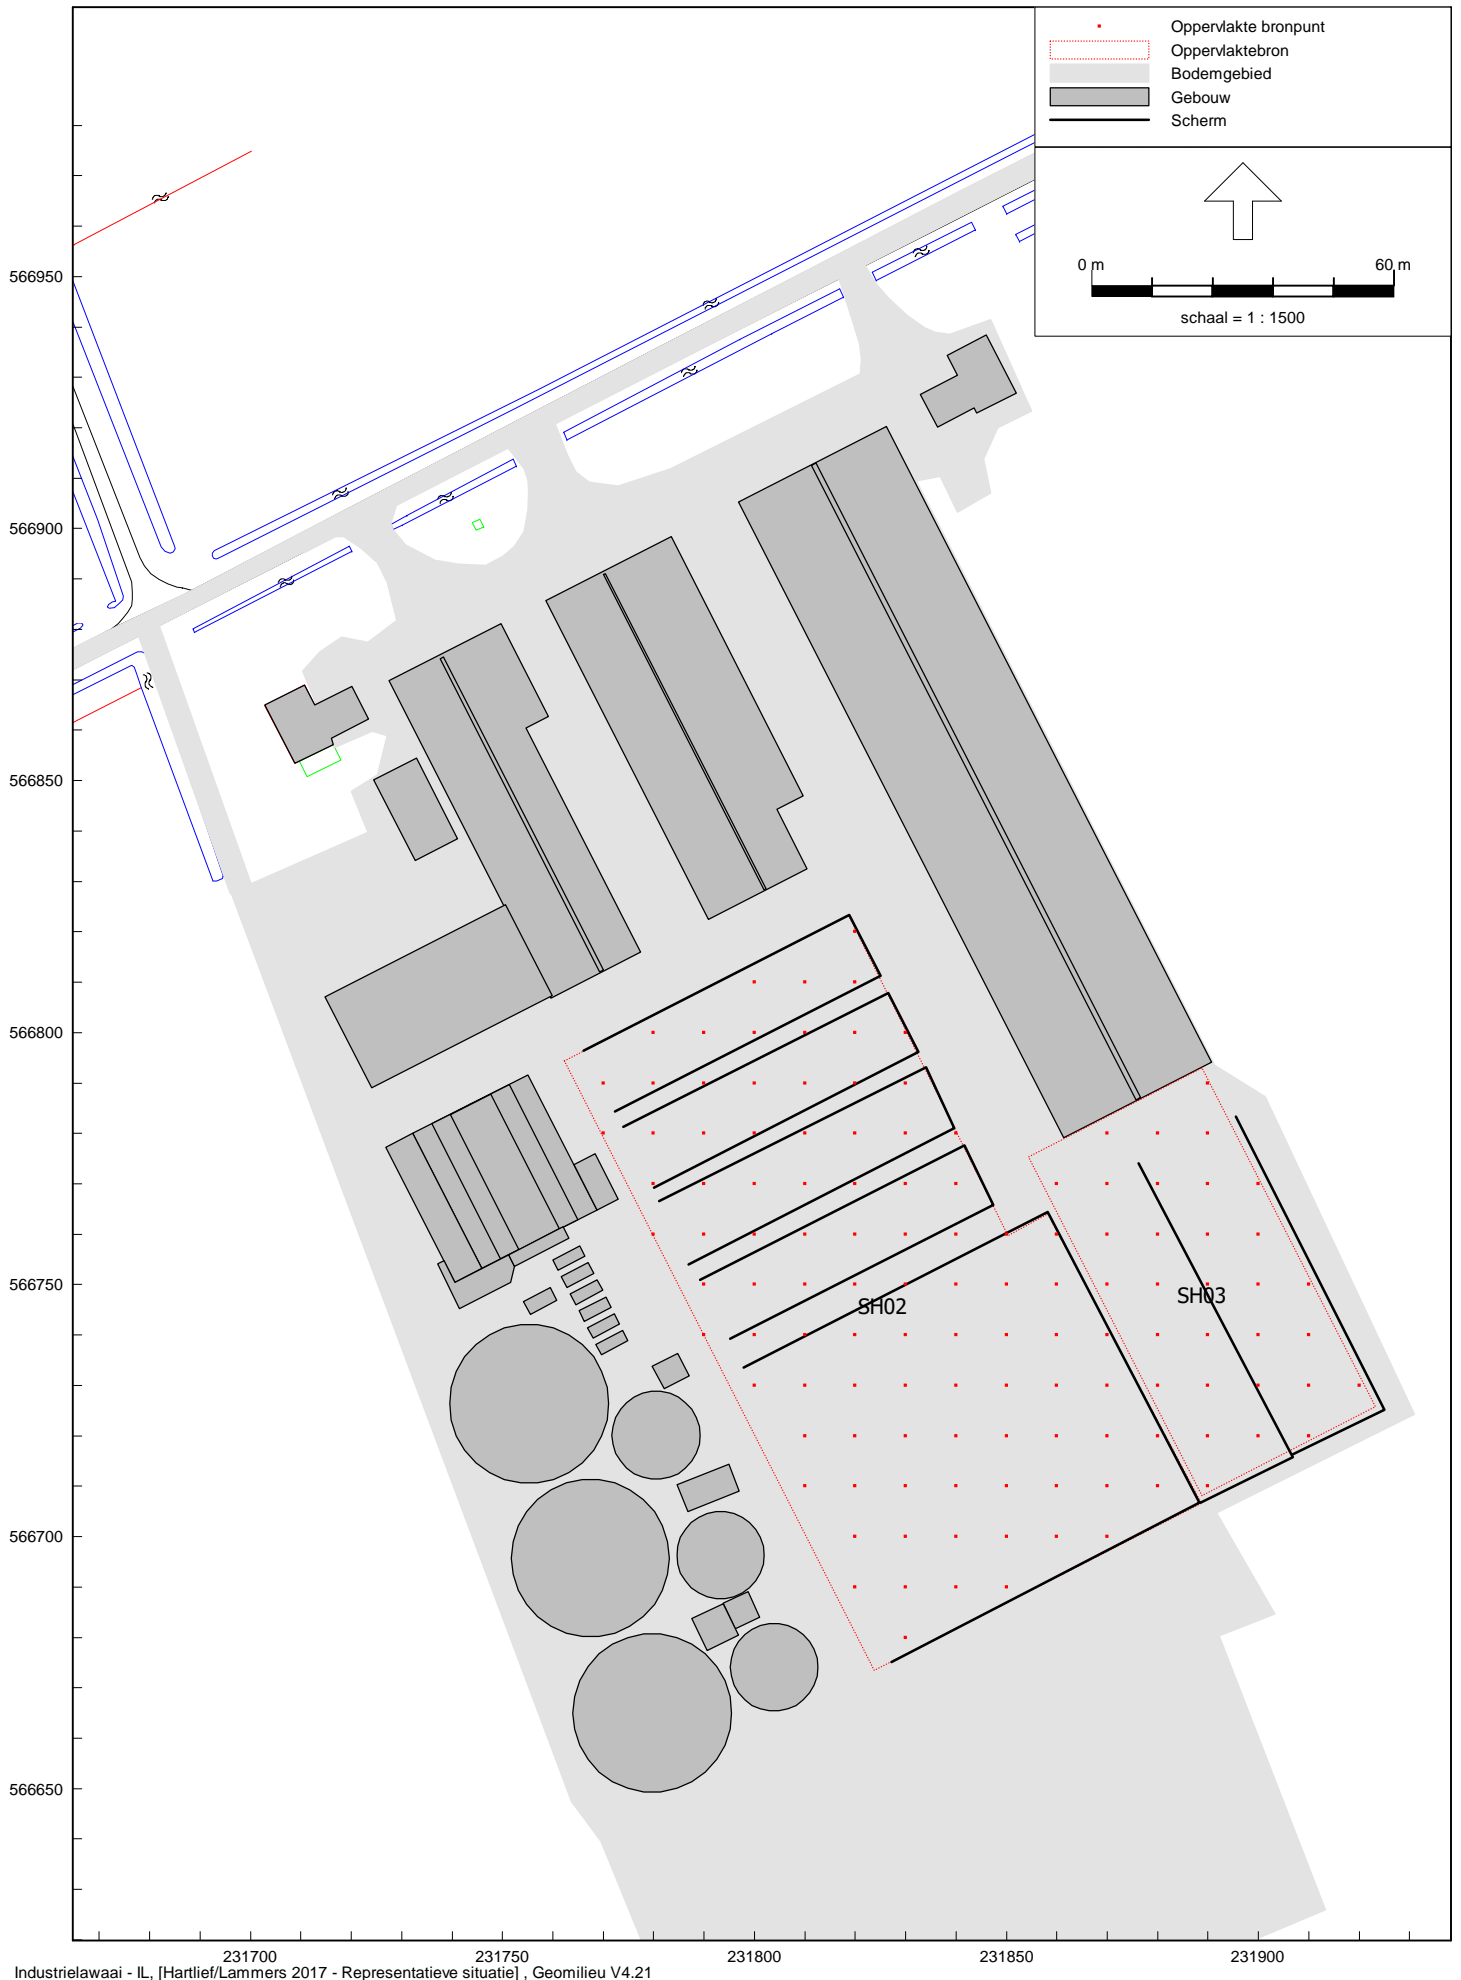 Oppervlakte bronpunt
Oppervlaktebron
Bodemgebied
Gebouw
Scherm
0 m 60 m
schaal = 1 : 1500
566950
566900
566850
566800
566750
566700
566650
SH02
SH03
231700 231750 231800 231850 231900
Industrielawaai - IL, [Hartlief/Lammers 2017 - Representatieve situatie] , Geomilieu V4.21